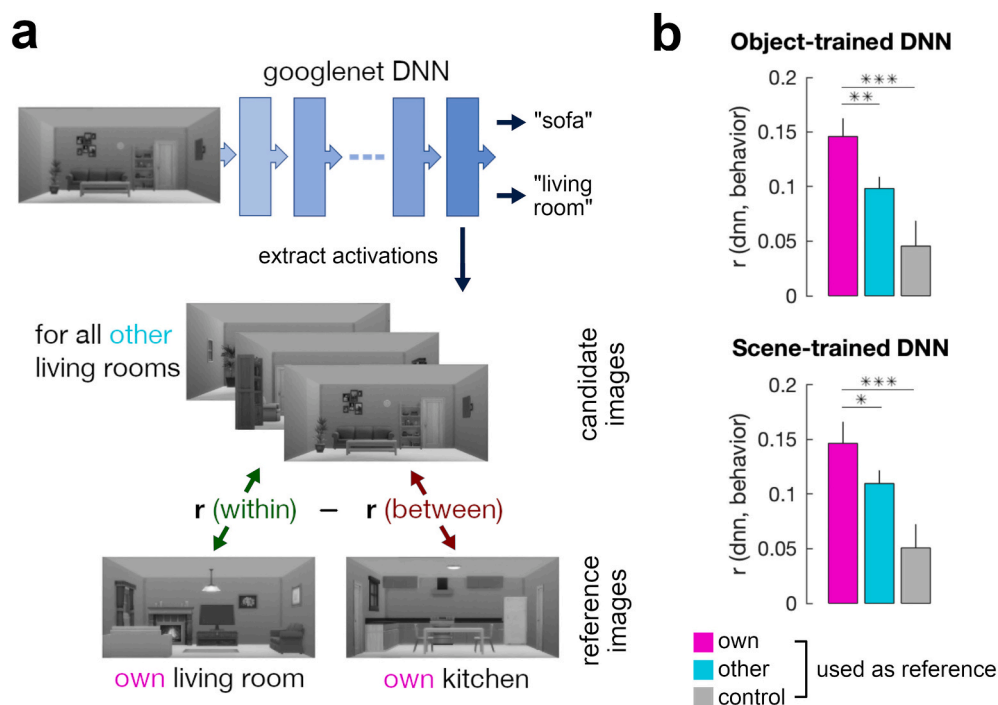 a
googlenet DNN
"sofa"
"living
room"
extract activations
for all other
living rooms
candidate
images
r (within) – r (between)
reference
images
own living room
own kitchen
b
Object-trained DNN
r (dnn, behavior)
0.2
0.15
0.1
0.05
0
***
**
Scene-trained DNN
r (dnn, behavior)
0.2
0.15
0.1
0.05
0
***
*
own
other
control
used as reference